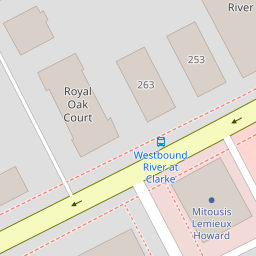 River
253
263
Royal
Oak
Court
Westbound
River at
Clarke
Mitousis
Lemieux
Howard